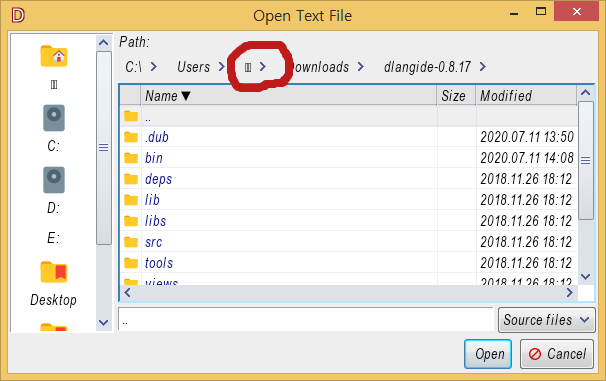 D
Open Text File
Path:
C:\ > Users > □□ > Downloads > dlangide-0.8.17 >
□□
C:
D:
E:
Desktop
Name▼ Size Modified
..
.dub 2020.07.11 13:50
bin 2020.07.11 14:08
deps 2018.11.26 18:12
lib 2018.11.26 18:12
libs 2018.11.26 18:12
src 2018.11.26 18:12
tools 2018.11.26 18:12
views 2018.11.26 18:12
.. Source files
Open Cancel